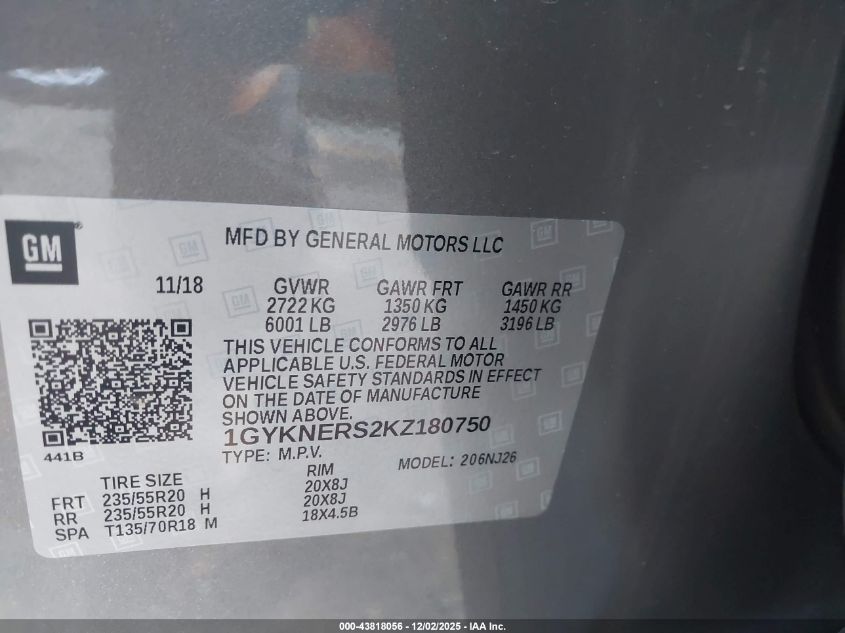 GM
MFD BY GENERAL MOTORS LLC
11/18 GVWR GAWR FRT GAWR RR
2722 KG 1350 KG 1450 KG
6001 LB 2976 LB 3196 LB
THIS VEHICLE CONFORMS TO ALL
APPLICABLE U.S. FEDERAL MOTOR
VEHICLE SAFETY STANDARDS IN EFFECT
ON THE DATE OF MANUFACTURE
SHOWN ABOVE.
1GYKNERS2KZ180750
441B
TYPE: M.P.V. MODEL: 206NJ26
TIRE SIZE RIM
FRT 235/55R20 H 20X8J
RR 235/55R20 H 20X8J
SPA T135/70R18 M 18X4.5B
000-43818056 - 12/02/2025 - IAA Inc.